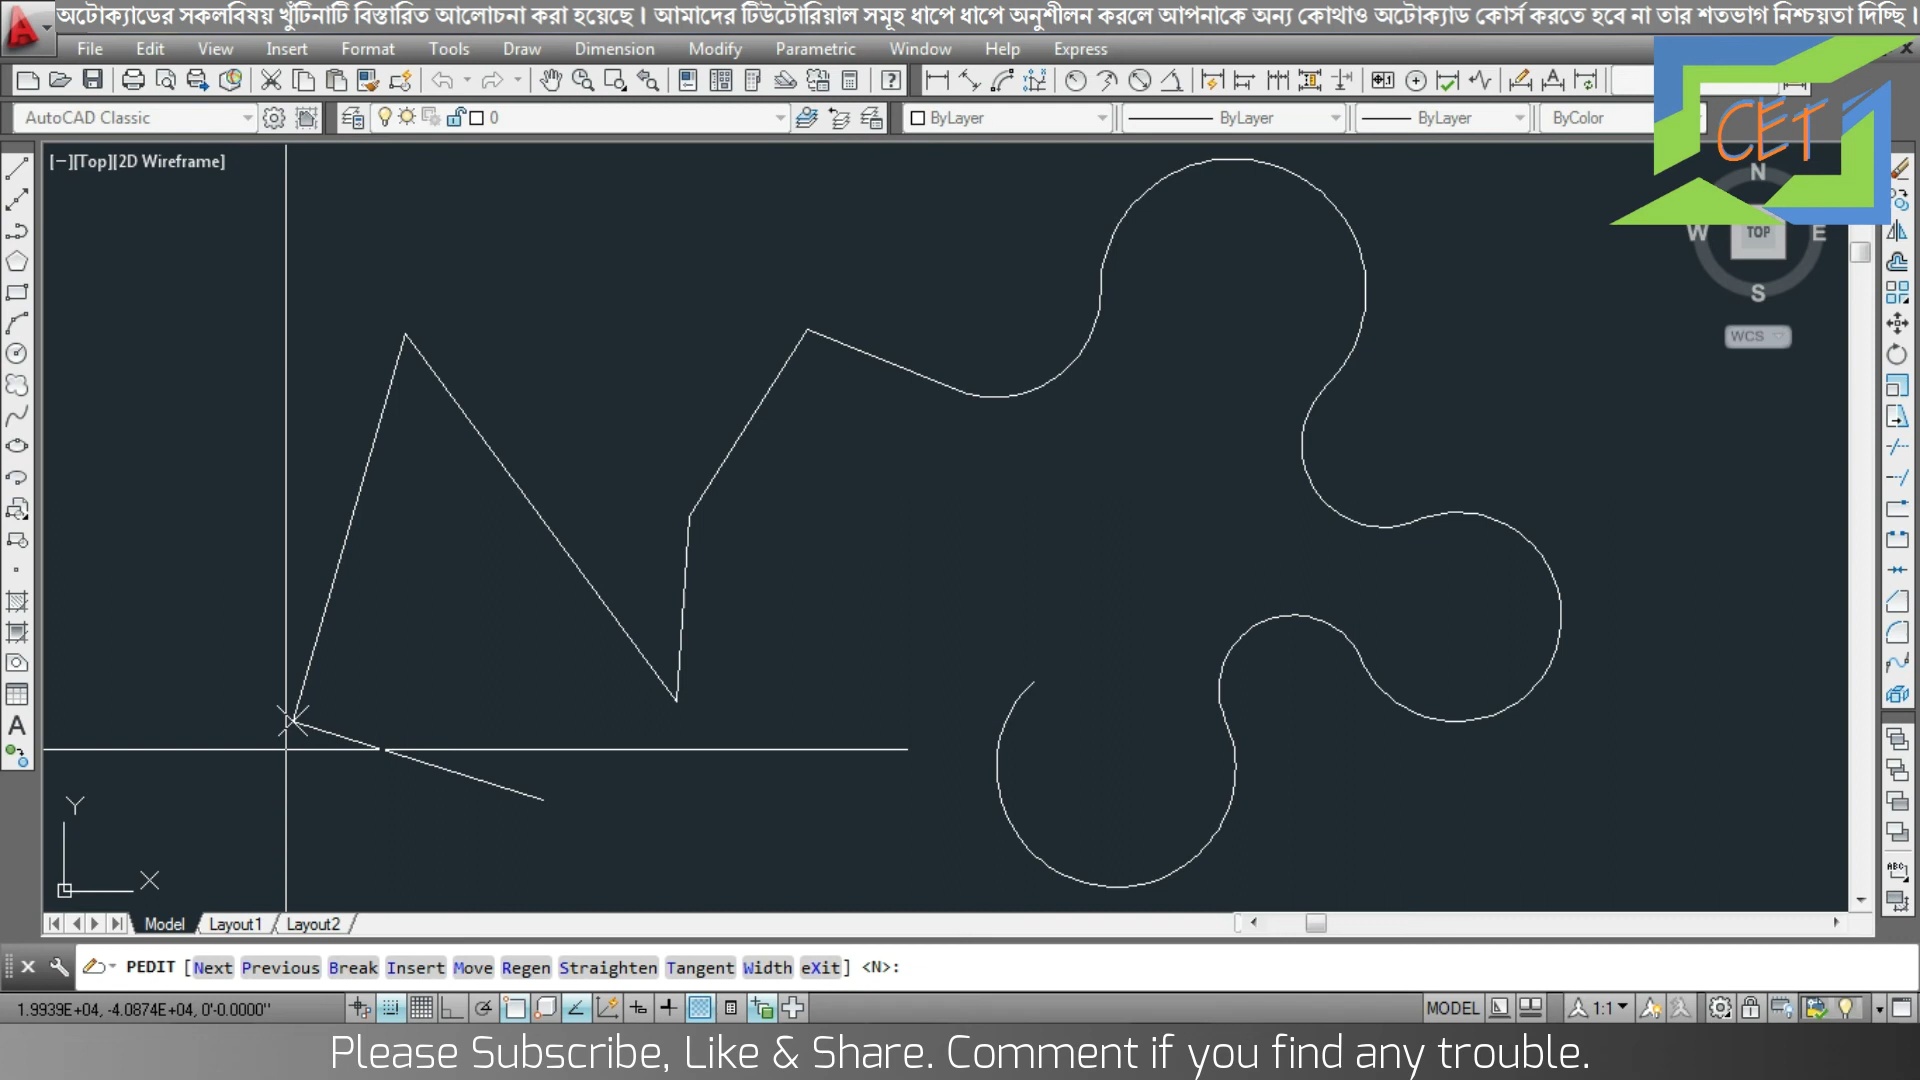 অটোক্যাডের সকলবিষয় খুঁটিনাটি বিস্তারিত আলোচনা করা হয়েছে। আমাদের টিউটোরিয়াল সমূহ ধাপে ধাপে অনুশীলন করলে আপনাকে অন্য কোথাও অটোক্যাড কোর্স করতে হবে না তার শতভাগ নিশ্চয়তা দিচ্ছি।
File Edit View Insert Format Tools Draw Dimension Modify Parametric Window Help Express
AutoCAD Classic 0 ByLayer ByLayer ByLayer ByColor
CET
[−][Top][2D Wireframe]
N
W TOP E
S
WCS
A
ABC
Y
X
Model Layout1 Layout2
PEDIT [Next Previous Break Insert Move Regen Straighten Tangent Width eXit] <N>:
1.9939E+04, -4.0874E+04, 0'-0.0000" MODEL 1:1
Please Subscribe, Like & Share. Comment if you find any trouble.